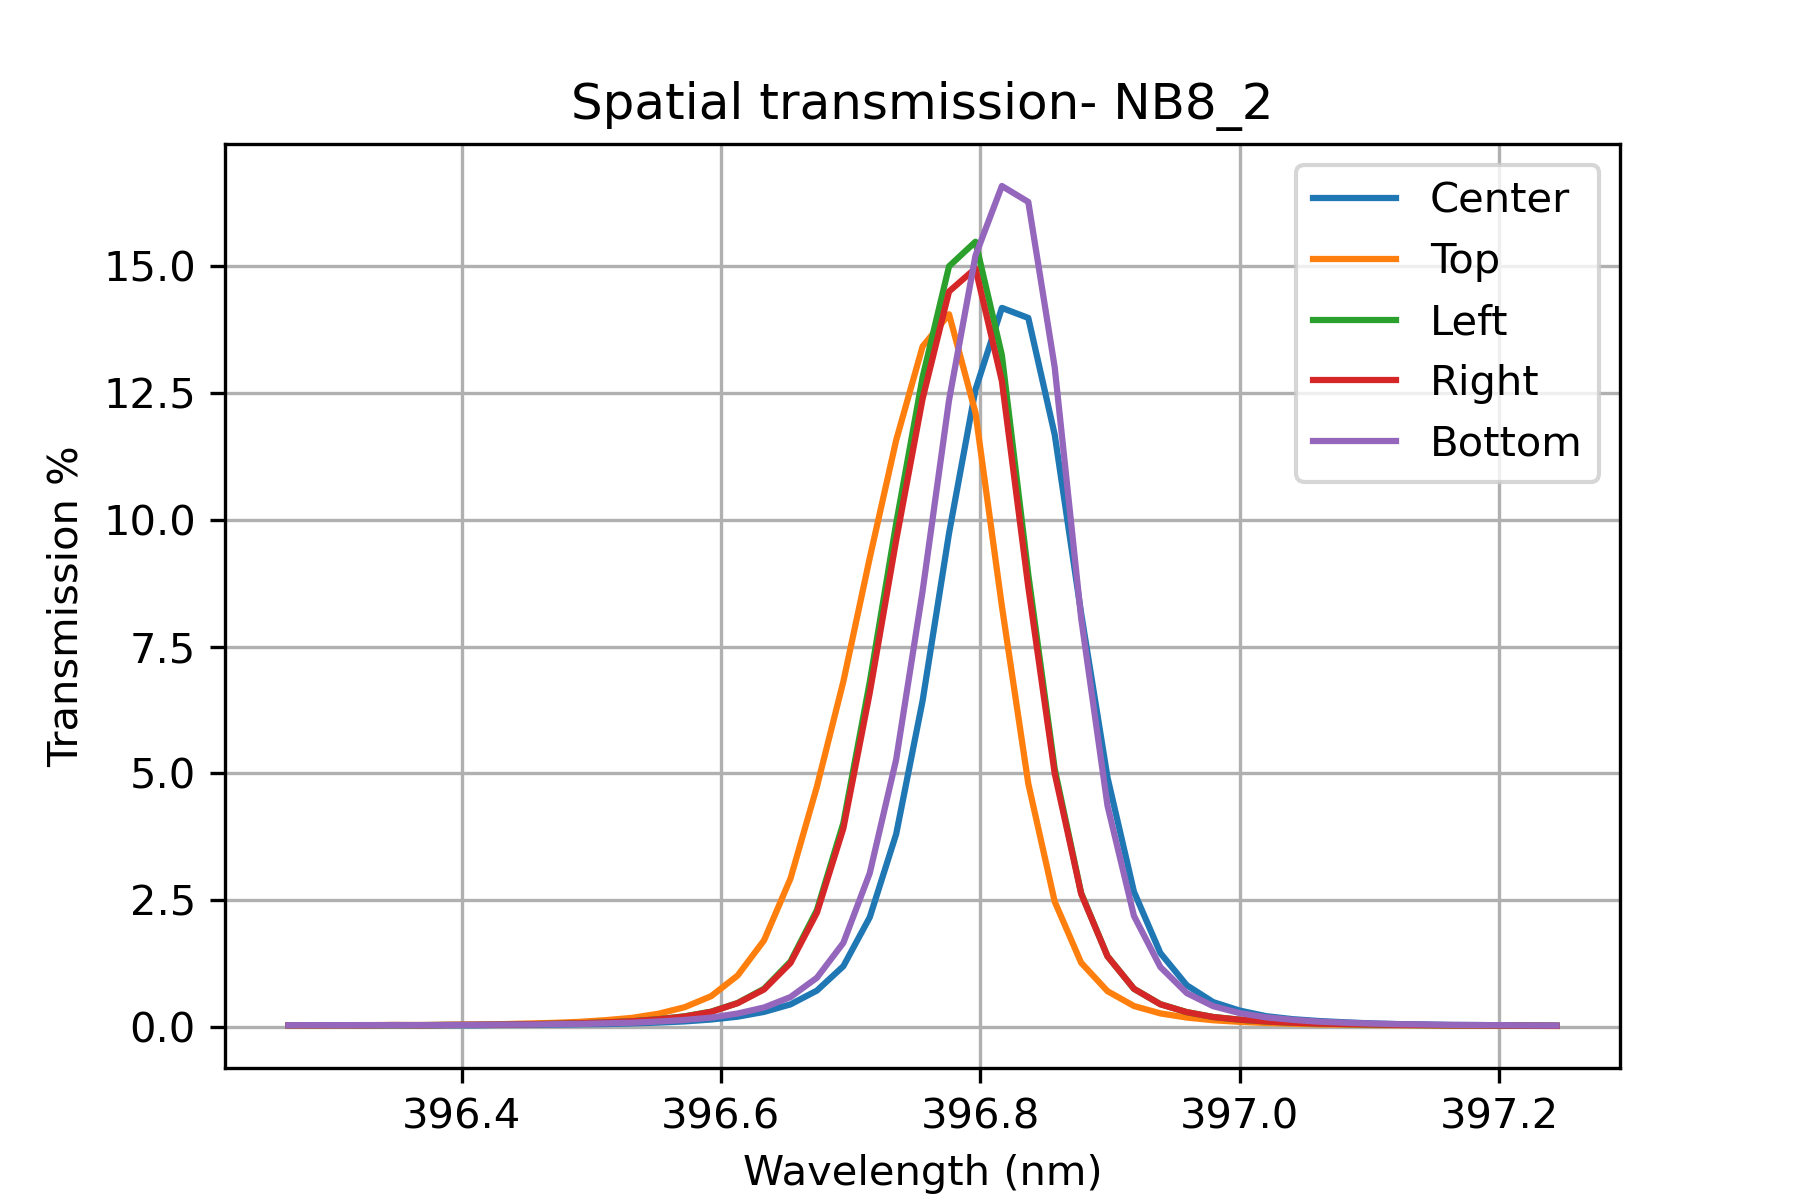 Spatial transmission- NB8_2
Center
Top
Left
Right
Bottom
Transmission %
15.0
12.5
10.0
7.5
5.0
2.5
0.0
396.4 396.6 396.8 397.0 397.2
Wavelength (nm)